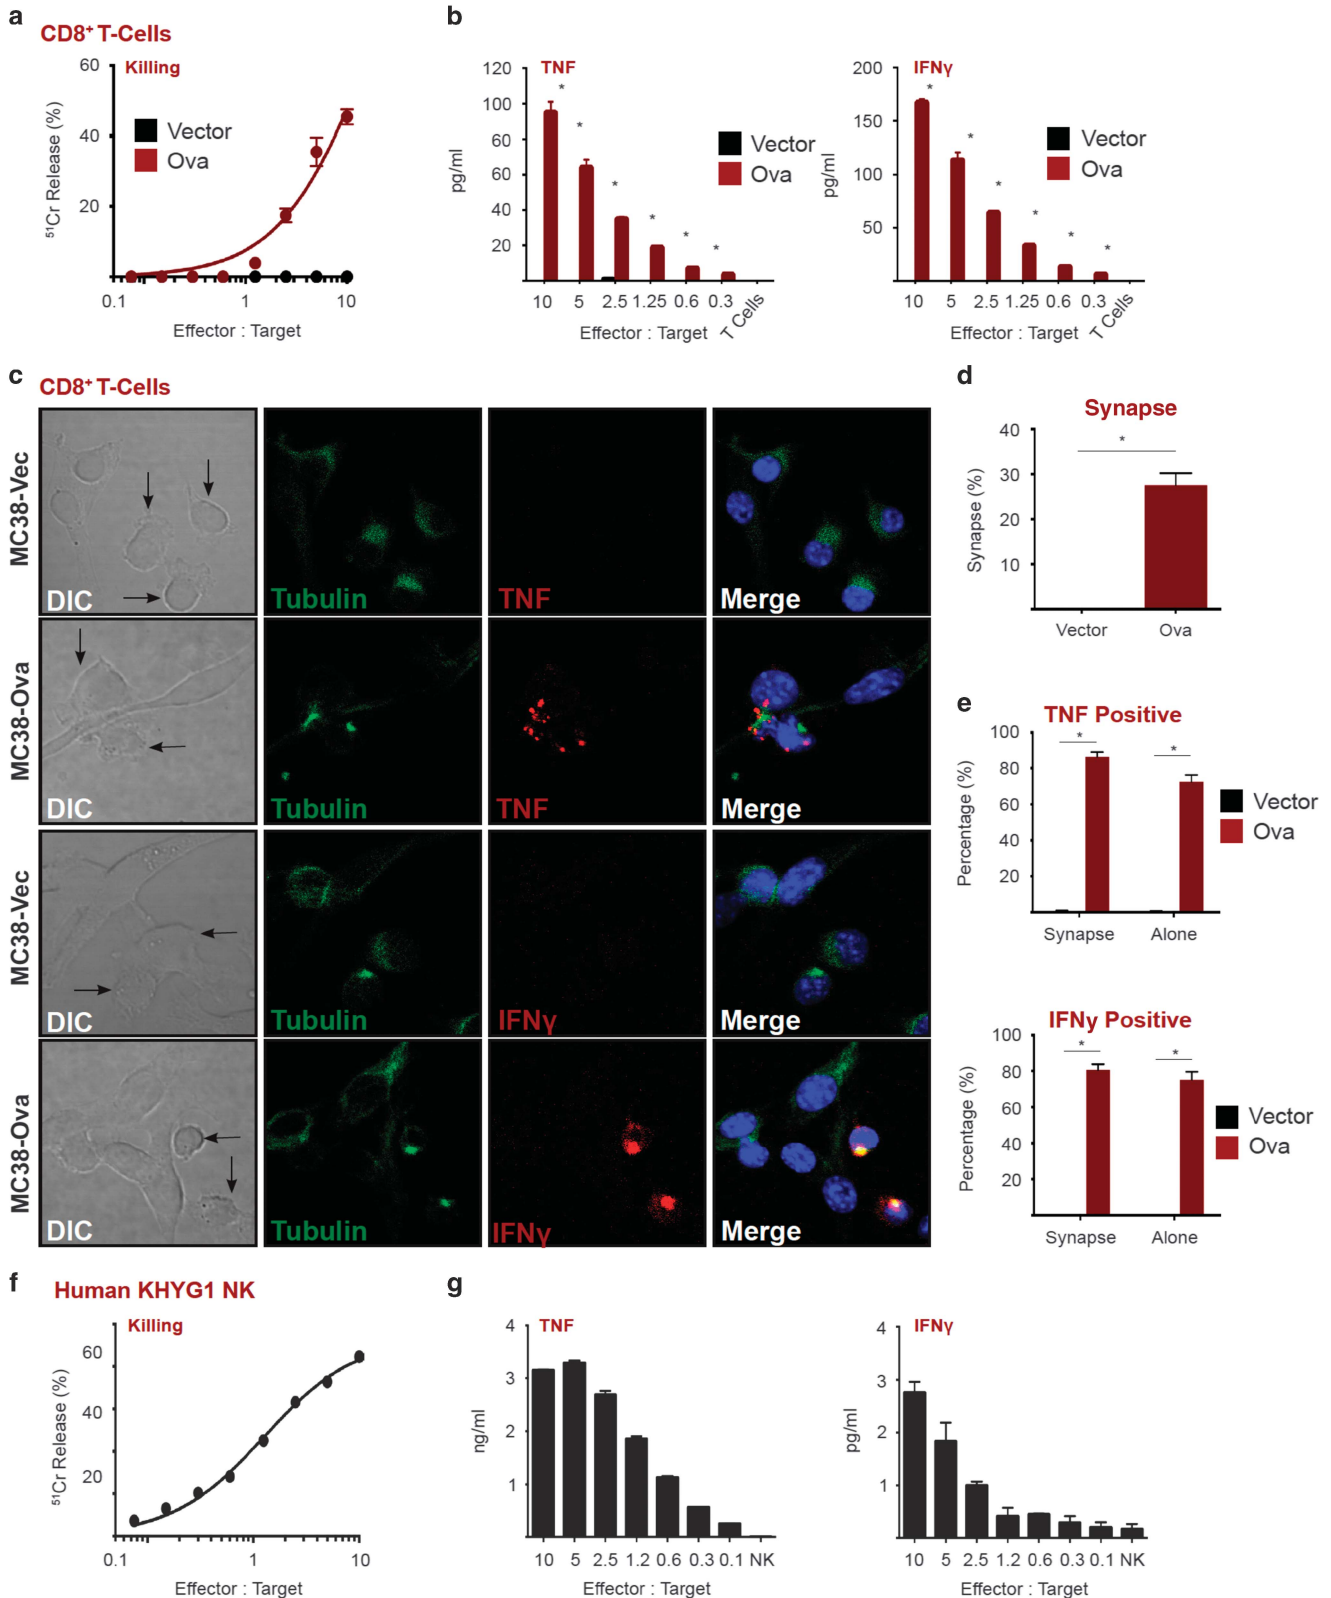 a
CD8⁺ T-Cells
Killing
60
40
20
⁵¹Cr Release (%)
Vector
Ova
0.1
1
10
Effector : Target
b
TNF
120
100
60
60
40
20
pg/ml
*
*
*
*
*
*
Vector
Ova
10 5 2.5 1.25 0.6 0.3 T Cells
Effector : Target
IFNγ
200
150
100
50
pg/ml
*
*
*
*
*
*
Vector
Ova
10 5 2.5 1.25 0.6 0.3 T Cells
Effector : Target
c
CD8⁺ T-Cells
MC38-Vec
DIC
Tubulin
TNF
Merge
MC38-Ova
DIC
Tubulin
TNF
Merge
MC38-Vec
DIC
Tubulin
IFNγ
Merge
MC38-Ova
DIC
Tubulin
IFNγ
Merge
d
Synapse
40
30
20
10
Synapse (%)
*
Vector Ova
e
TNF Positive
100
80
60
40
20
Percentage (%)
*
*
Vector
Ova
Synapse Alone
IFNγ Positive
100
80
60
40
20
Percentage (%)
*
*
Vector
Ova
Synapse Alone
f
Human KHYG1 NK
Killing
60
40
20
⁵¹Cr Release (%)
0.1
1
10
Effector : Target
g
TNF
4
3
2
1
ng/ml
10 5 2.5 1.2 0.6 0.3 0.1 NK
Effector : Target
IFNγ
4
3
2
1
pg/ml
10 5 2.5 1.2 0.6 0.3 0.1 NK
Effector : Target